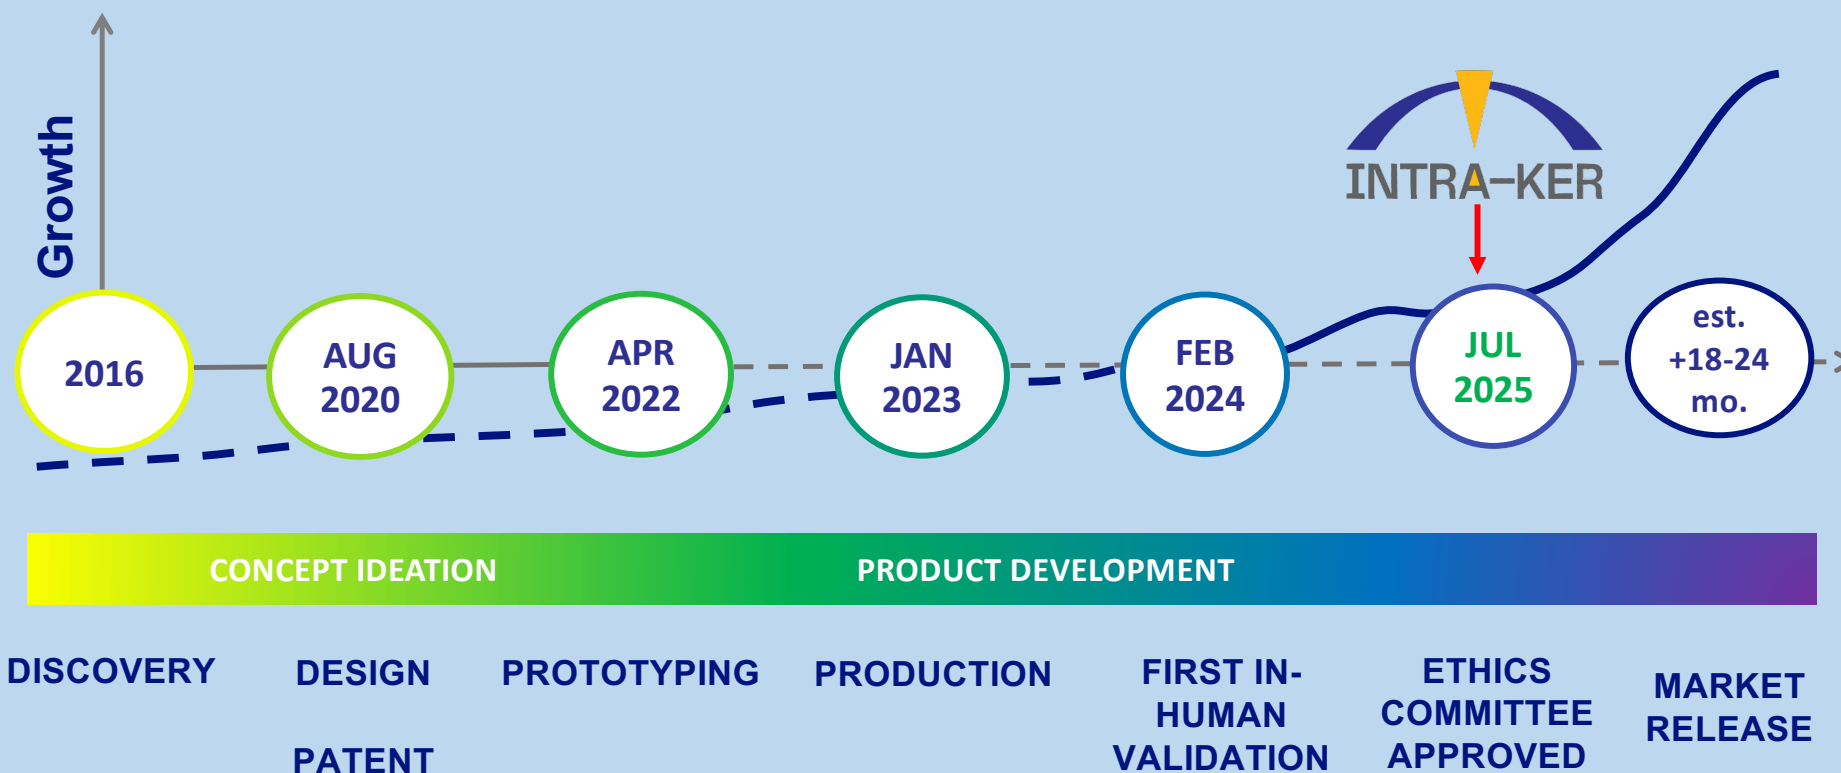 Growth
INTRA-KER
2016
AUG
2020
APR
2022
JAN
2023
FEB
2024
JUL
2025
est.
+18-24
mo.
CONCEPT IDEATION
PRODUCT DEVELOPMENT
DISCOVERY
DESIGN
PATENT
PROTOTYPING
PRODUCTION
FIRST IN-
HUMAN
VALIDATION
ETHICS
COMMITTEE
APPROVED
MARKET
RELEASE